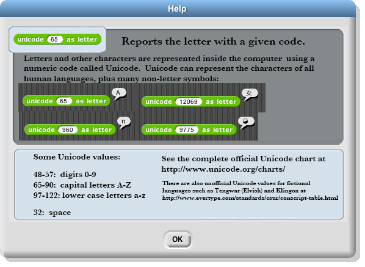 Help
unicode 65 as letter
Reports the letter with a given code.
Letters and other characters are represented inside the computer using a
numeric code called Unicode. Unicode can represent the characters of all
human languages, plus many non-letter symbols:
unicode 65 as letter A
unicode 12069 as letter
unicode 960 as letter π
unicode 9775 as letter
Some Unicode values:
48-57: digits 0-9
65-90: capital letters A-Z
97-122: lower case letters a-z
32: space
See the complete official Unicode chart at
http://www.unicode.org/charts/
There are also unofficial Unicode values for fictional
languages such as Tengwar (Elvish) and Klingon at
http://www.evertype.com/standards/csur/conscript-table.html
OK